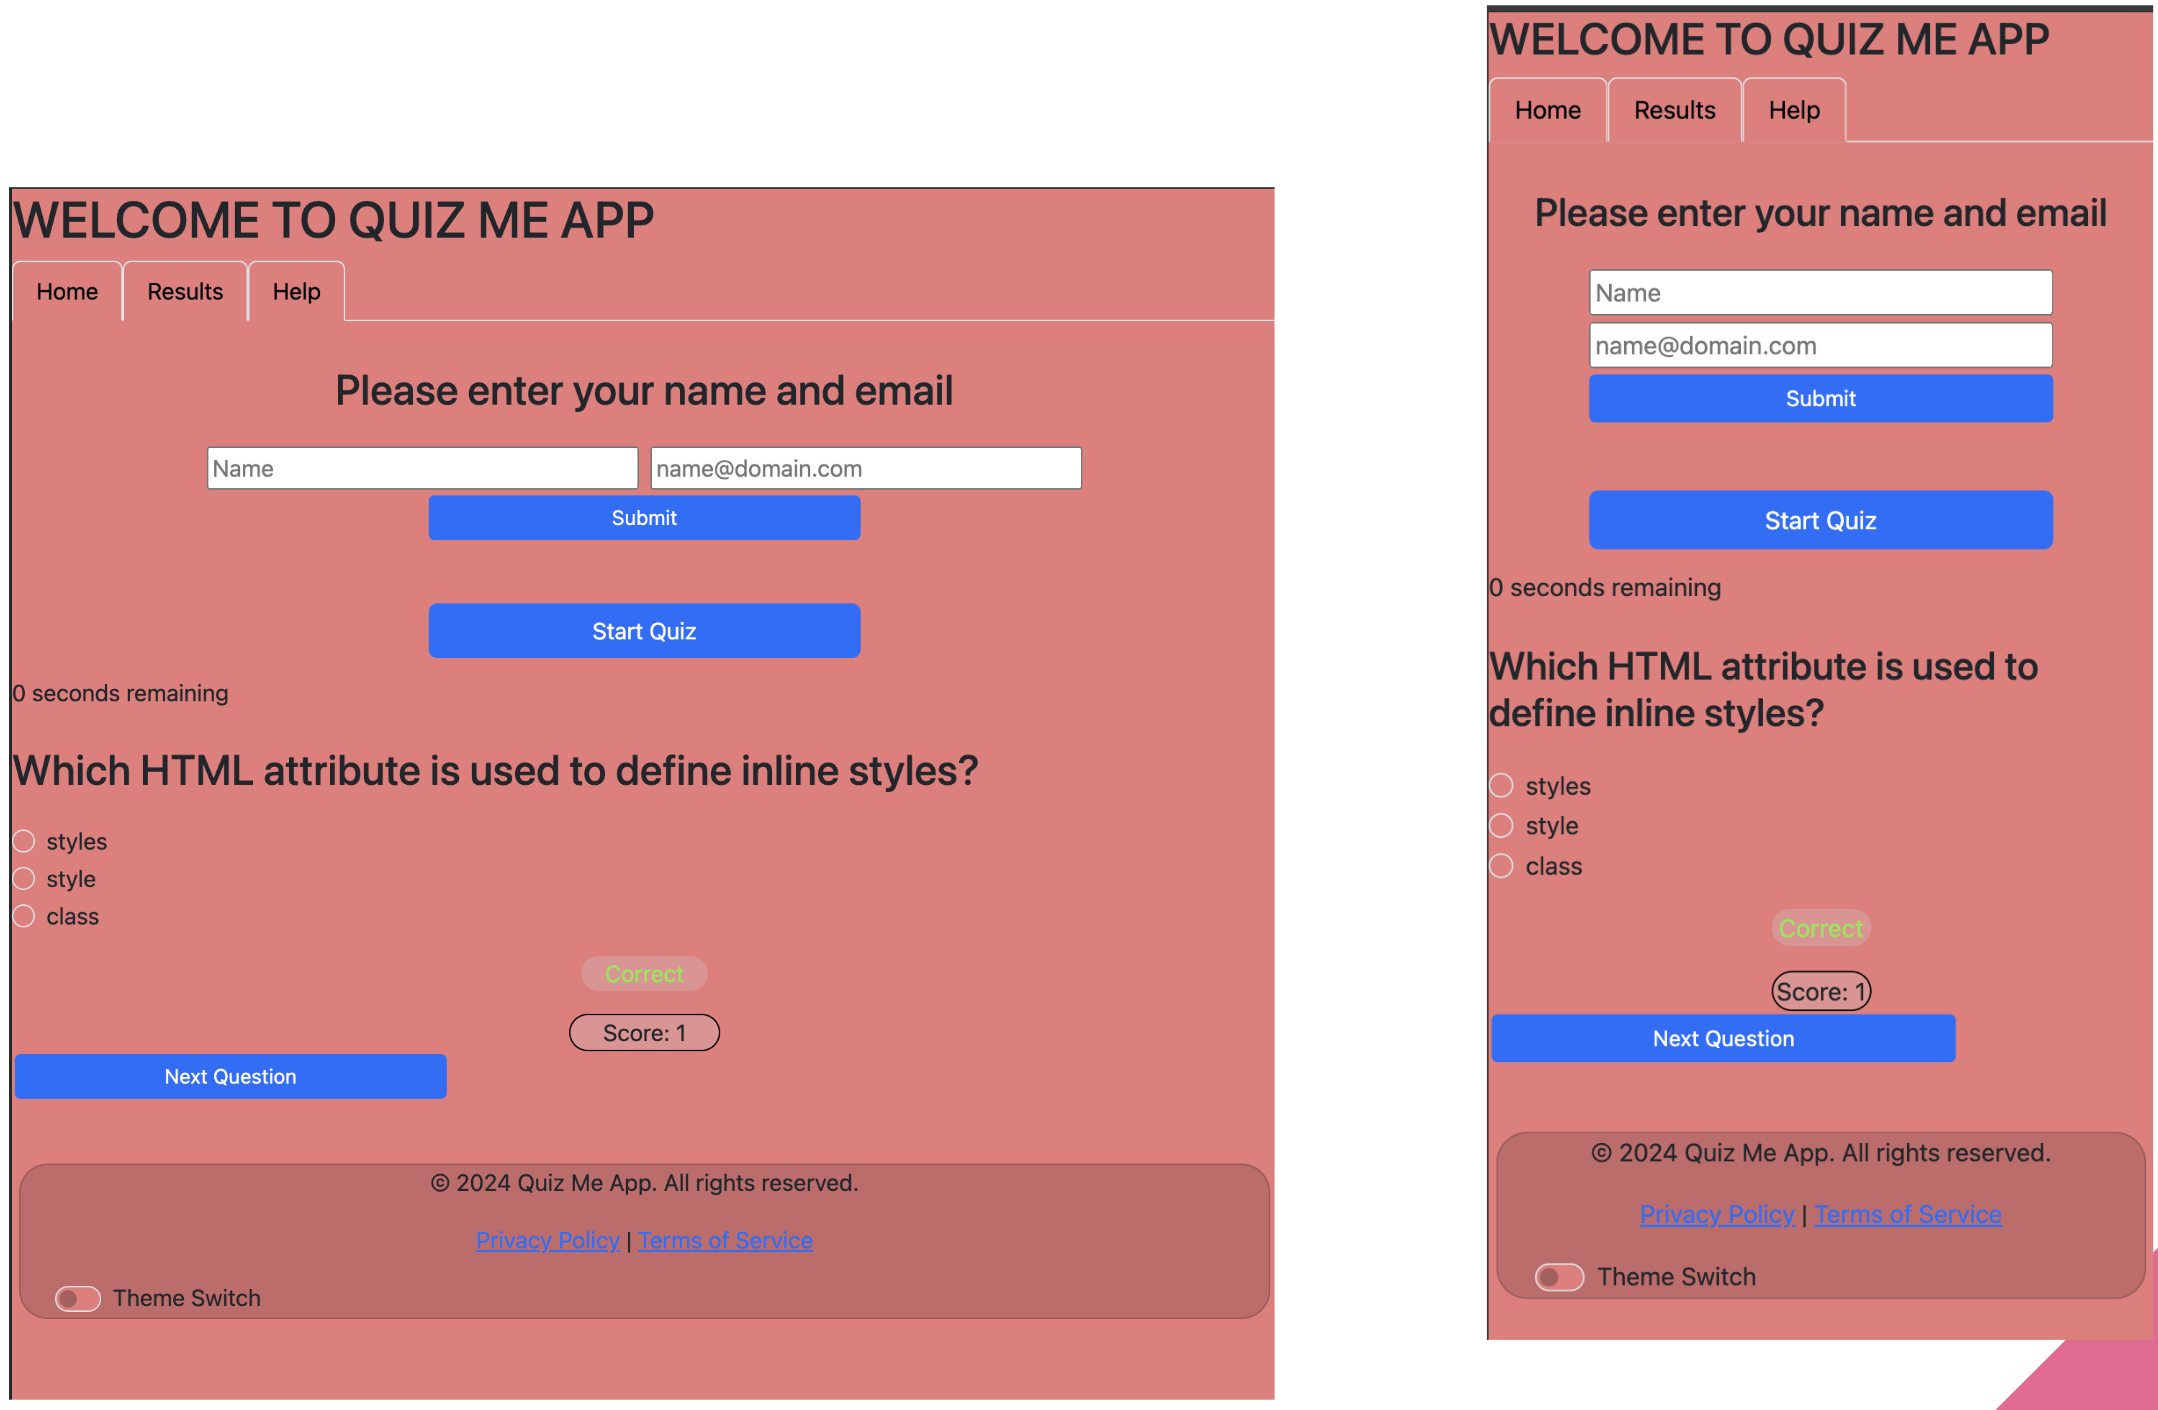 WELCOME TO QUIZ ME APP
Home Results Help
Please enter your name and email
Name name@domain.com
Submit
Start Quiz
0 seconds remaining
Which HTML attribute is used to define inline styles?
styles
style
class
Correct
Score: 1
Next Question
© 2024 Quiz Me App. All rights reserved.
Privacy Policy | Terms of Service
Theme Switch
WELCOME TO QUIZ ME APP
Home Results Help
Please enter your name and email
Name
name@domain.com
Submit
Start Quiz
0 seconds remaining
Which HTML attribute is used to
define inline styles?
styles
style
class
Correct
Score: 1
Next Question
© 2024 Quiz Me App. All rights reserved.
Privacy Policy | Terms of Service
Theme Switch